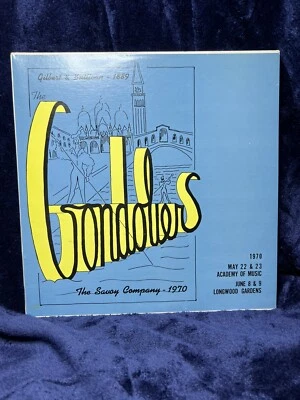 Gilbert & Sullivan - 1889
The
Gondoliers
The Savoy Company - 1970
1970
MAY 22 & 23
ACADEMY OF MUSIC
JUNE 8 & 9
LONGWOOD GARDENS